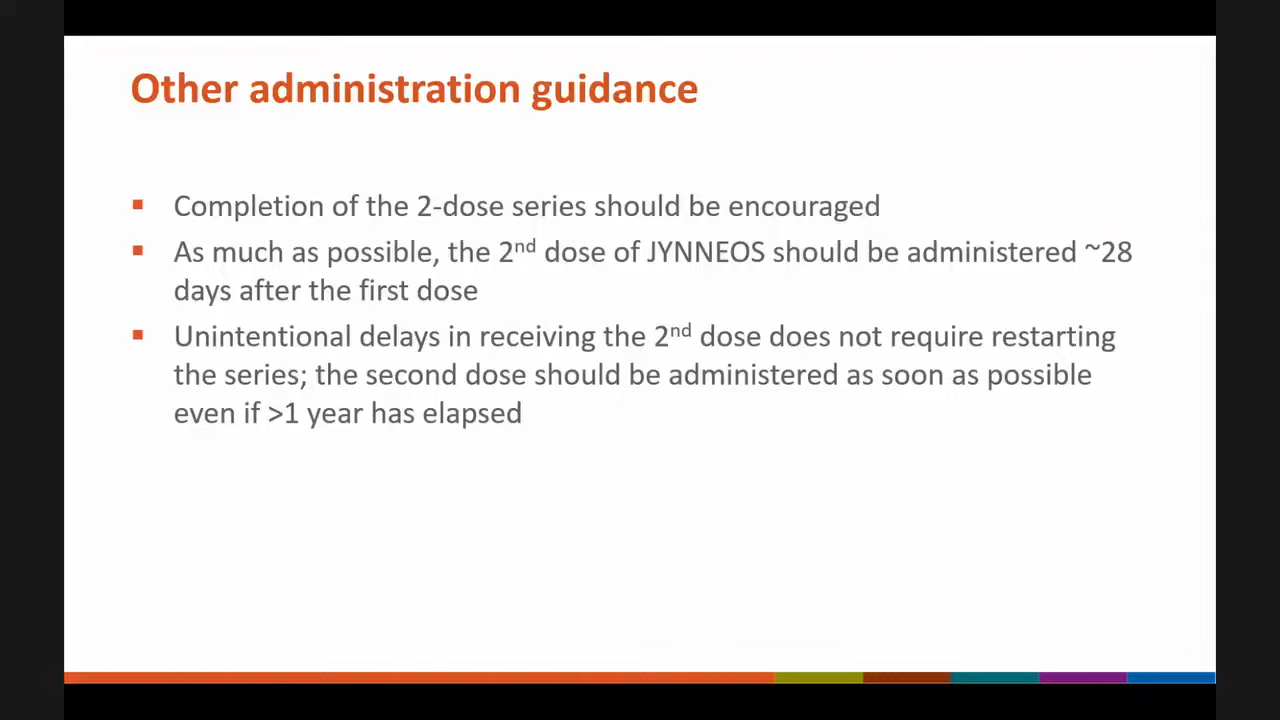 Other administration guidance
▪ Completion of the 2-dose series should be encouraged
▪ As much as possible, the 2nd dose of JYNNEOS should be administered ~28
days after the first dose
▪ Unintentional delays in receiving the 2nd dose does not require restarting
the series; the second dose should be administered as soon as possible
even if >1 year has elapsed